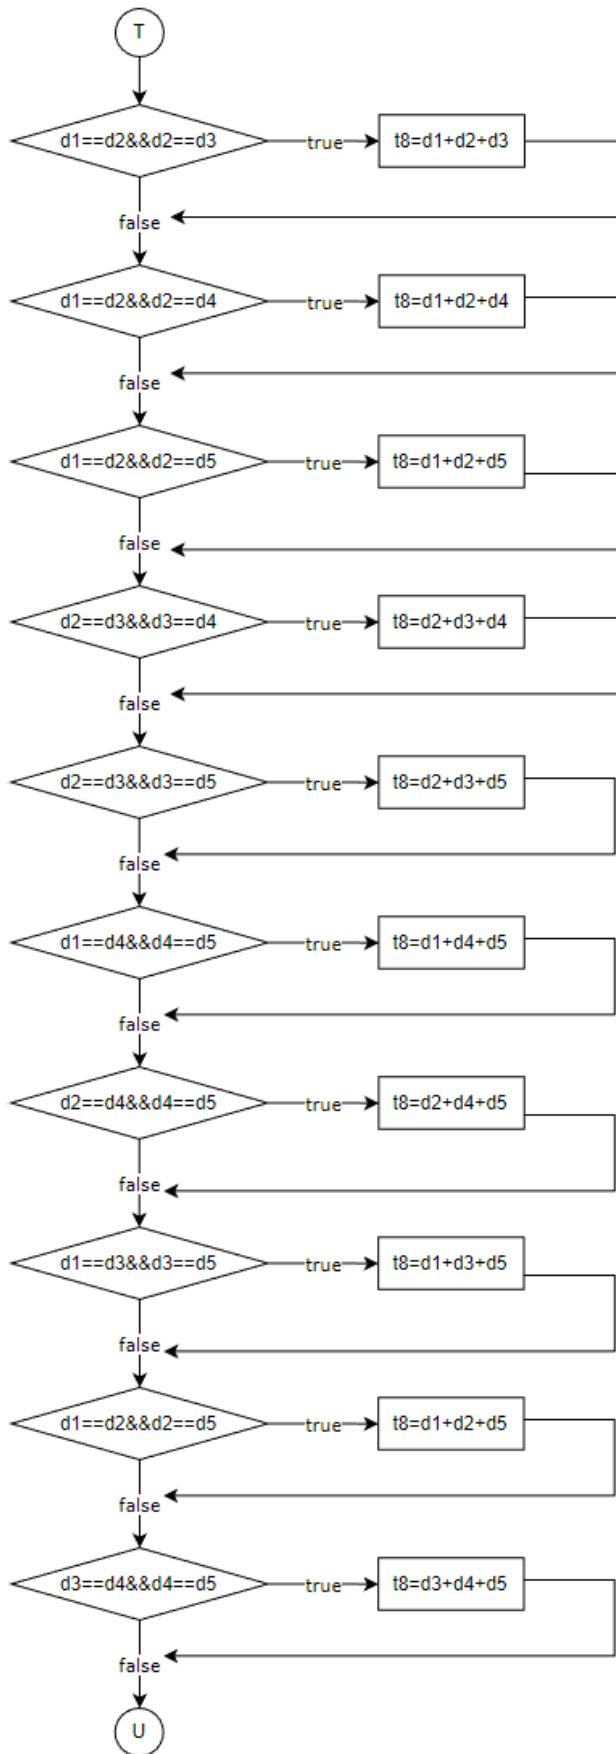 T
d1==d2&&d2==d3
true
t8=d1+d2+d3
false
d1==d2&&d2==d4
true
t8=d1+d2+d4
false
d1==d2&&d2==d5
true
t8=d1+d2+d5
false
d2==d3&&d3==d4
true
t8=d2+d3+d4
false
d2==d3&&d3==d5
true
t8=d2+d3+d5
false
d1==d4&&d4==d5
true
t8=d1+d4+d5
false
d2==d4&&d4==d5
true
t8=d2+d4+d5
false
d1==d3&&d3==d5
true
t8=d1+d3+d5
false
d1==d2&&d2==d5
true
t8=d1+d2+d5
false
d3==d4&&d4==d5
true
t8=d3+d4+d5
false
U